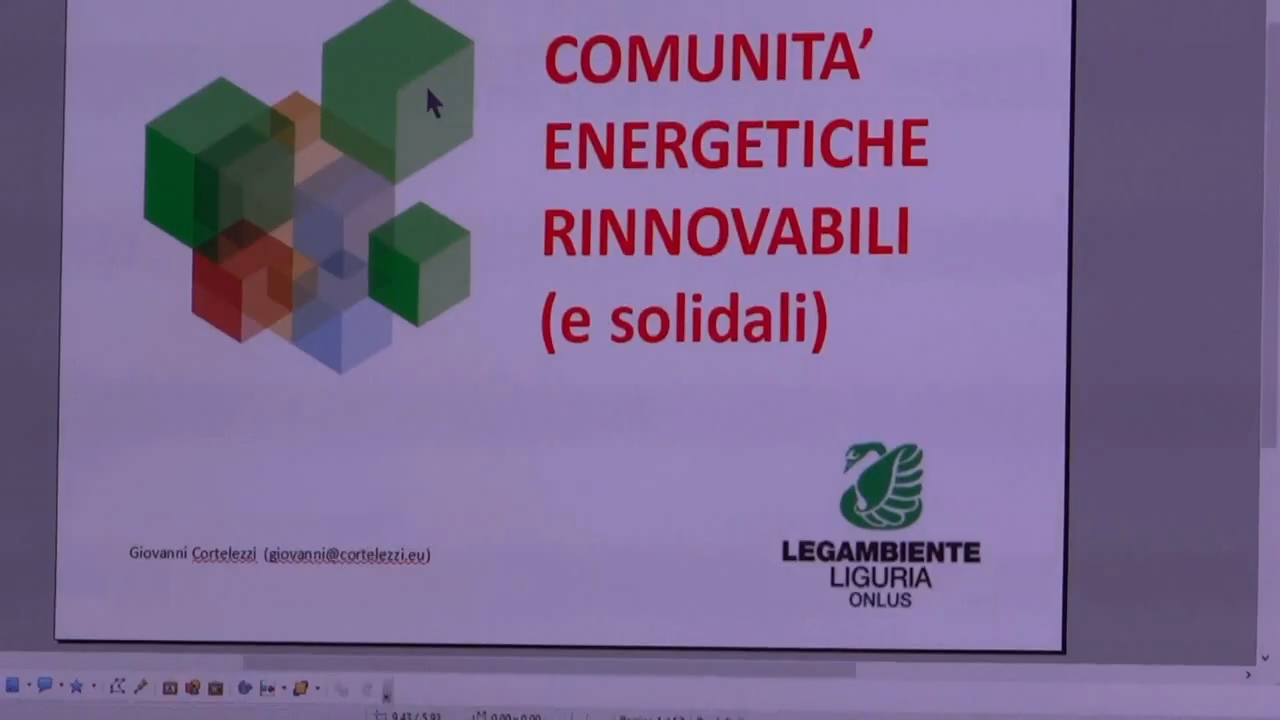 COMUNITA’
ENERGETICHE
RINNOVABILI
(e solidali)
Giovanni Cortelezzi (giovanni@cortelezzi.eu)
LEGAMBIENTE
LIGURIA
ONLUS